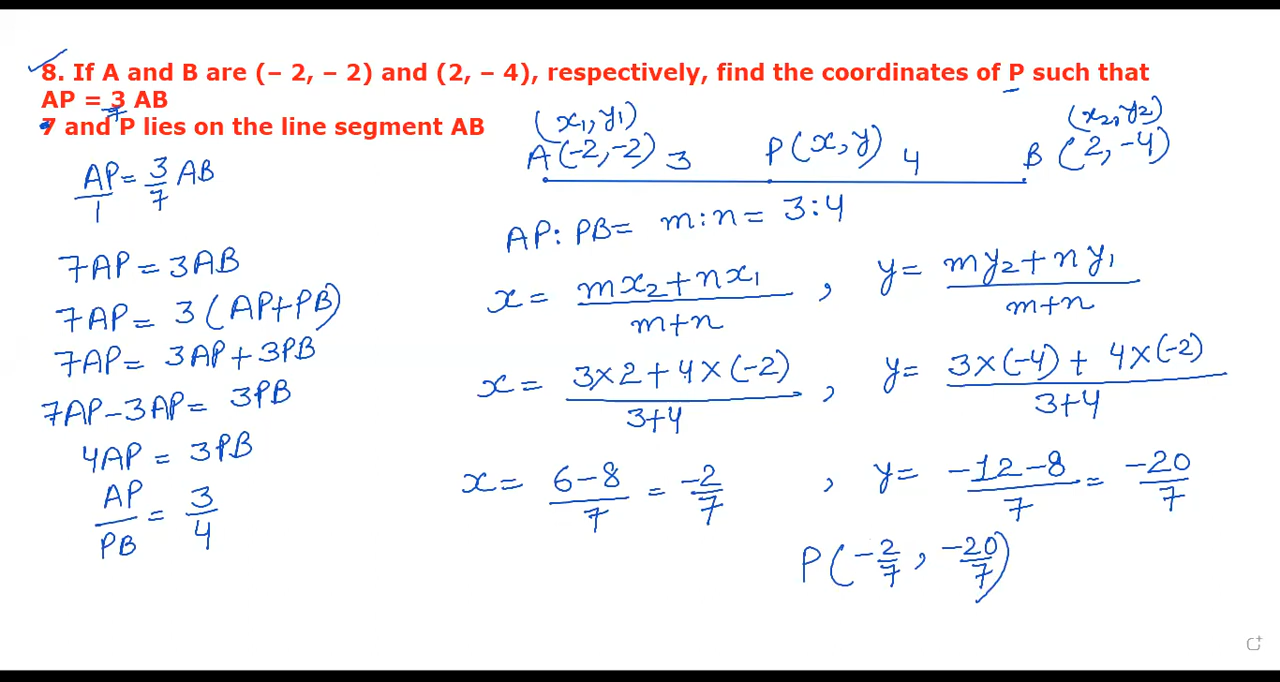 8. If A and B are (– 2, – 2) and (2, – 4), respectively, find the coordinates of P such that
AP = 3 AB
7
7 and P lies on the line segment AB
(x₁, y₁)
(x₂, y₂)
A(-2, -2) 3 P(x, y) 4 B (2, -4)
AP/1 = 3/7 AB
AP : PB = m : n = 3 : 4
7AP = 3AB
x = (mx₂ + nx₁)/(m+n) , y = (my₂ + ny₁)/(m+n)
7AP = 3(AP+PB)
7AP = 3AP + 3PB
x = (3×2 + 4×(-2))/(3+4) , y = (3×(-4) + 4×(-2))/(3+4)
7AP – 3AP = 3PB
4AP = 3PB
x = (6-8)/7 = -2/7 , y = (-12-8)/7 = -20/7
AP/PB = 3/4
P(-2/7 , -20/7)